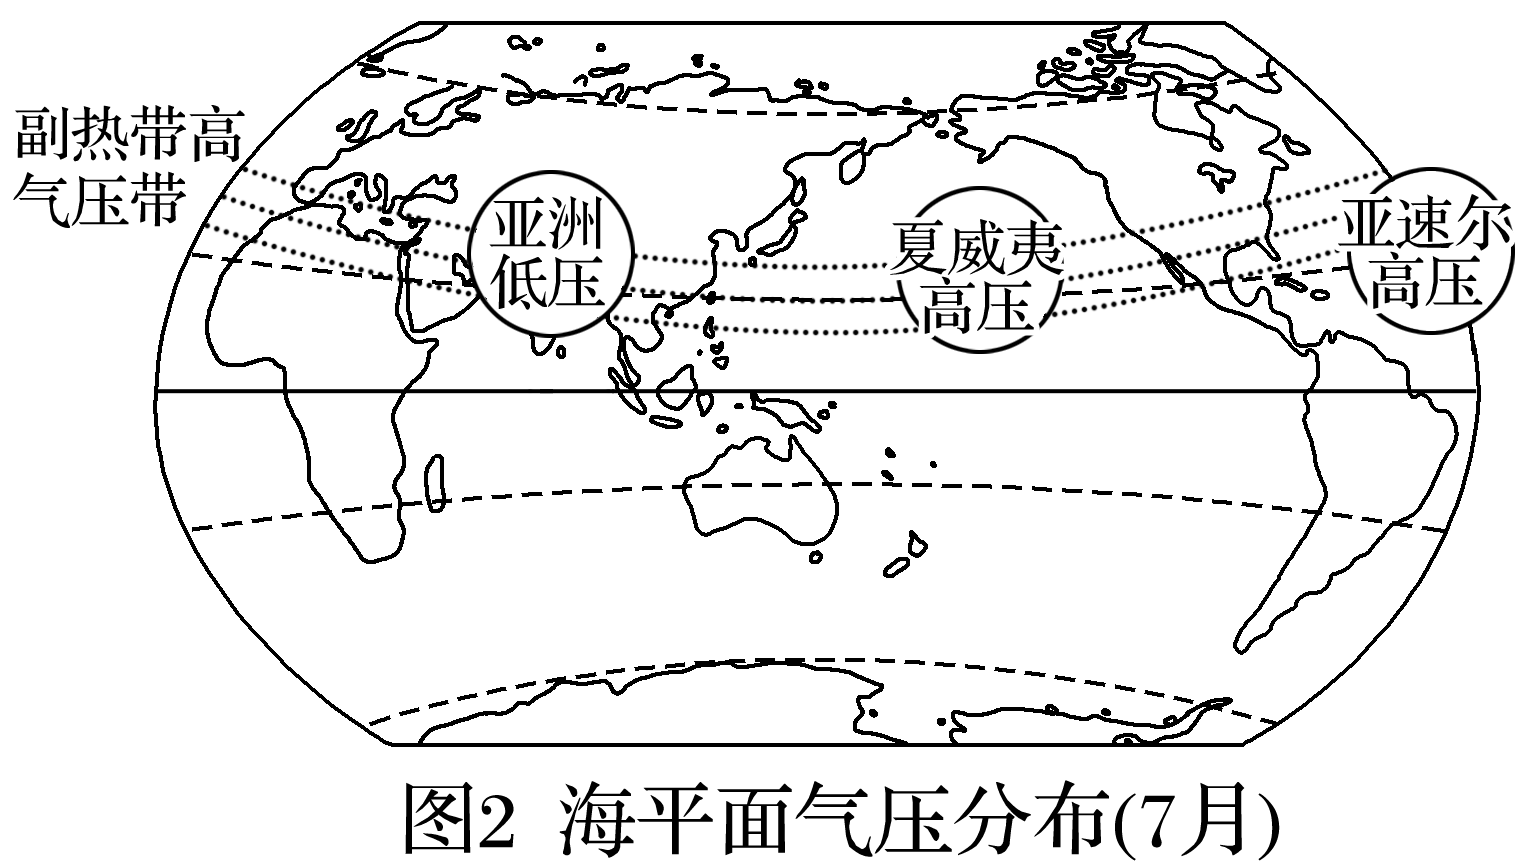 副热带高
气压带
亚洲
低压
夏威夷
高压
亚速尔
高压
图2 海平面气压分布(7月)